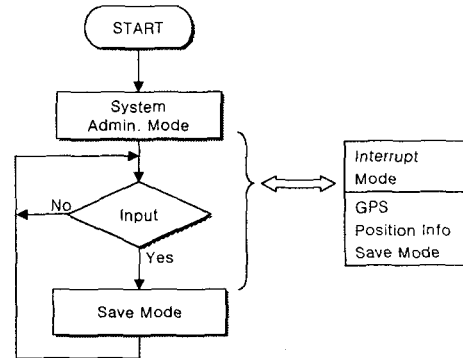 START
System
Admin. Mode
Input
No
Yes
Save Mode
Interrupt
Mode
GPS
Position Info
Save Mode